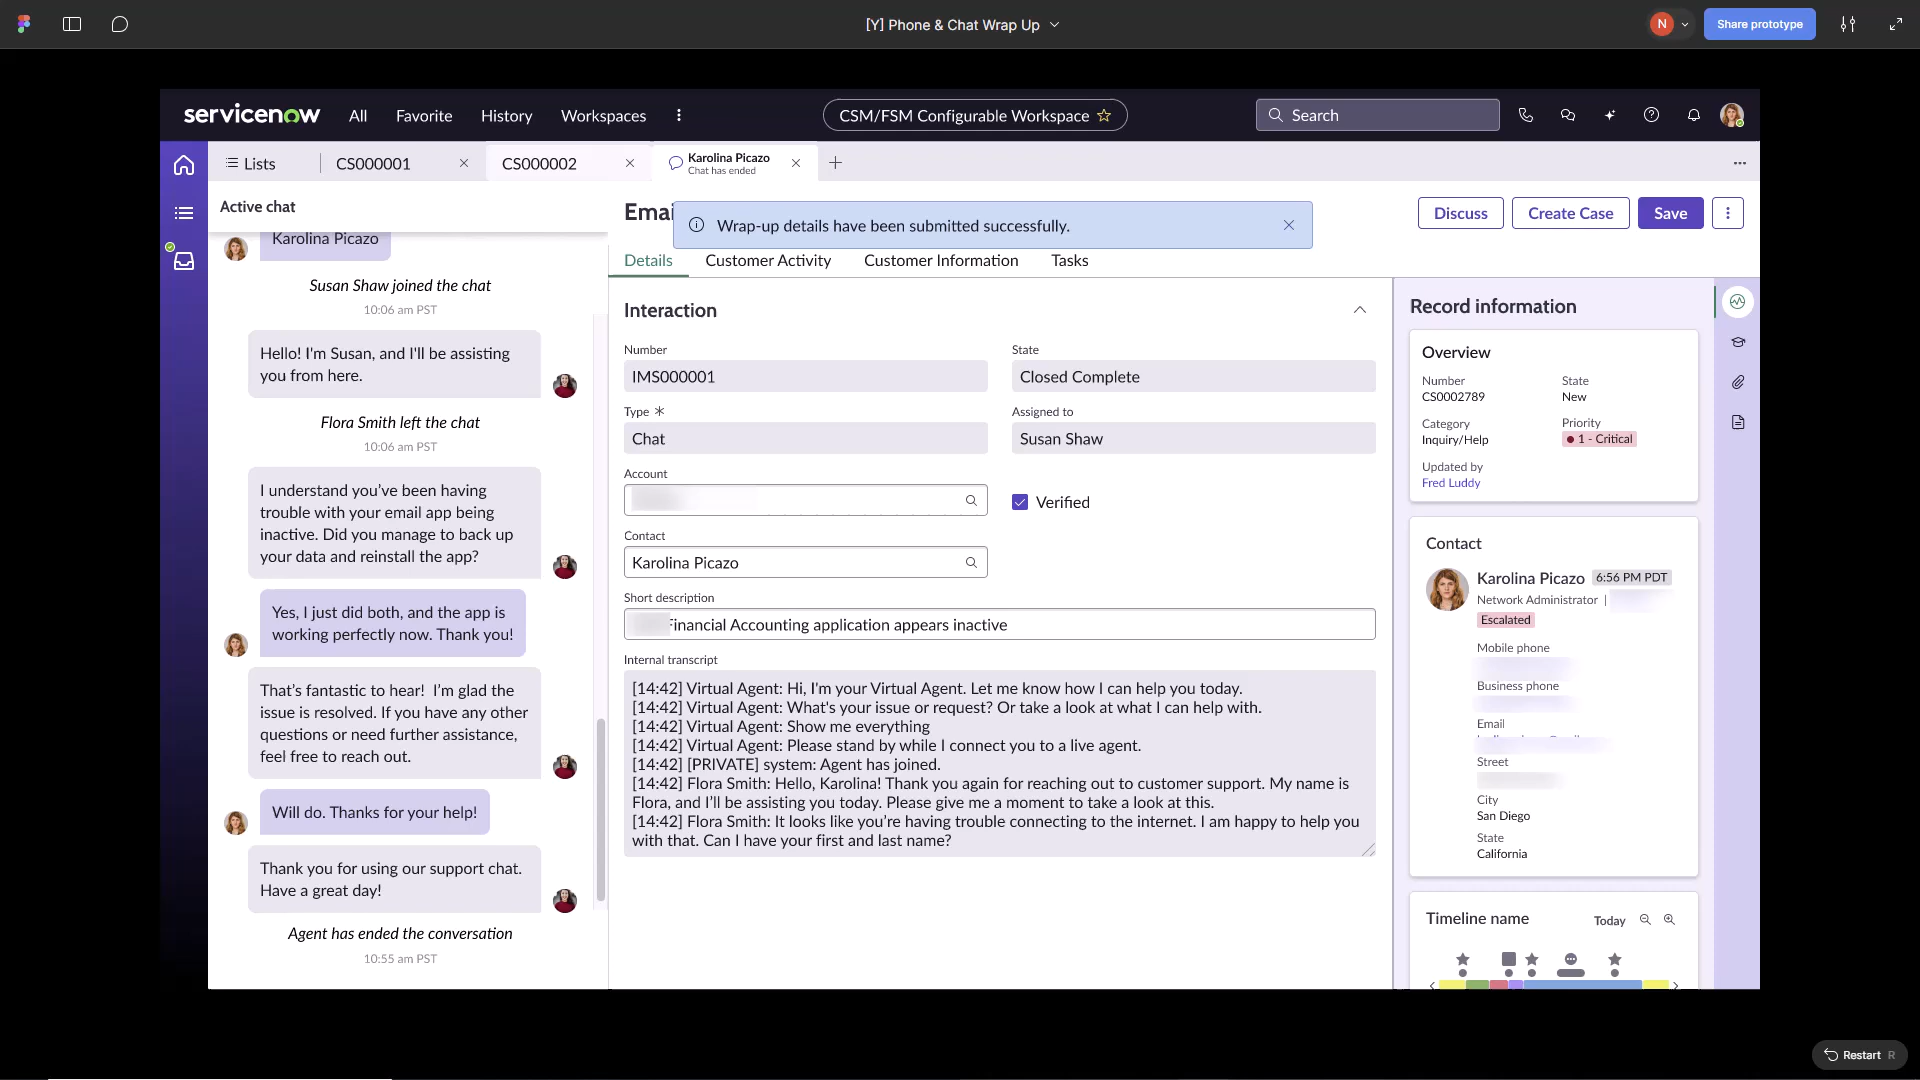 [Y] Phone & Chat Wrap Up
N
Share prototype
servicenow
All
Favorite
History
Workspaces
CSM/FSM Configurable Workspace
Search
Lists
CS000001
CS000002
Karolina Picazo
Chat has ended
Active chat
Karolina Picazo
Susan Shaw joined the chat
10:06 am PST
Hello! I'm Susan, and I'll be assisting
you from here.
Flora Smith left the chat
10:06 am PST
I understand you've been having
trouble with your email app being
inactive. Did you manage to back up
your data and reinstall the app?
Yes, I just did both, and the app is
working perfectly now. Thank you!
That's fantastic to hear!  I'm glad the
issue is resolved. If you have any other
questions or need further assistance,
feel free to reach out.
Will do. Thanks for your help!
Thank you for using our support chat.
Have a great day!
Agent has ended the conversation
10:55 am PST
Wrap-up details have been submitted successfully.
Discuss
Create Case
Save
Details
Customer Activity
Customer Information
Tasks
Interaction
Number
IMS000001
State
Closed Complete
Type *
Chat
Assigned to
Susan Shaw
Account
Verified
Contact
Karolina Picazo
Short description
Financial Accounting application appears inactive
Internal transcript
[14:42] Virtual Agent: Hi, I'm your Virtual Agent. Let me know how I can help you today.
[14:42] Virtual Agent: What's your issue or request? Or take a look at what I can help with.
[14:42] Virtual Agent: Show me everything
[14:42] Virtual Agent: Please stand by while I connect you to a live agent.
[14:42] [PRIVATE] system: Agent has joined.
[14:42] Flora Smith: Hello, Karolina! Thank you again for reaching out to customer support. My name is
Flora, and I'll be assisting you today. Please give me a moment to take a look at this.
[14:42] Flora Smith: It looks like you're having trouble connecting to the internet. I am happy to help you
with that. Can I have your first and last name?
Record information
Overview
Number
CS0002789
State
New
Category
Inquiry/Help
Priority
1 - Critical
Updated by
Fred Luddy
Contact
Karolina Picazo
6:56 PM PDT
Network Administrator |
Escalated
Mobile phone
Business phone
Email
Street
City
San Diego
State
California
Timeline name
Today
Restart R